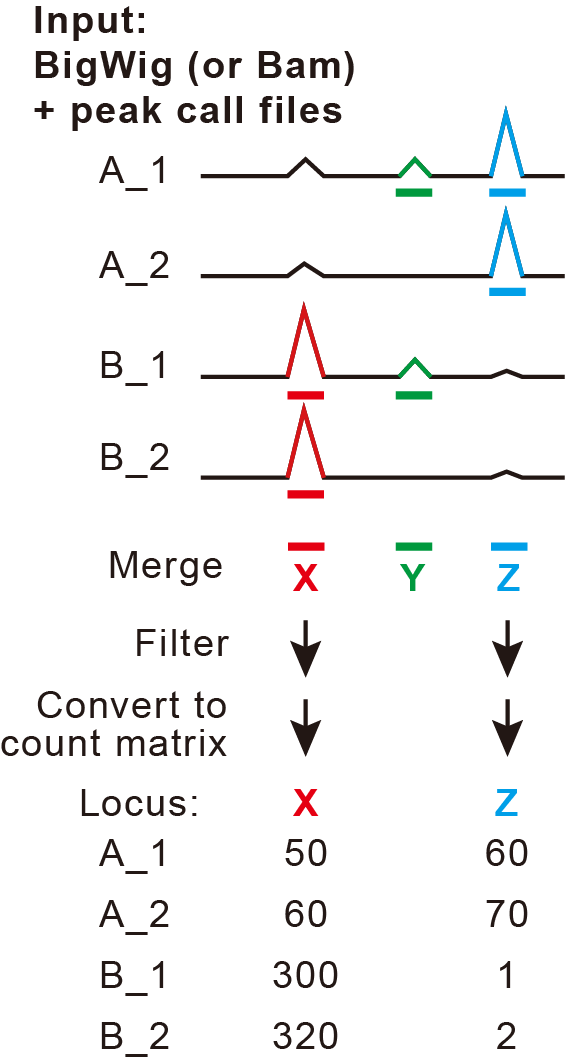 Input:
BigWig (or Bam)
+ peak call files
A_1
A_2
B_1
B_2
Merge X Y Z
Filter
Convert to
count matrix
Locus: X Z
A_1 50 60
A_2 60 70
B_1 300 1
B_2 320 2